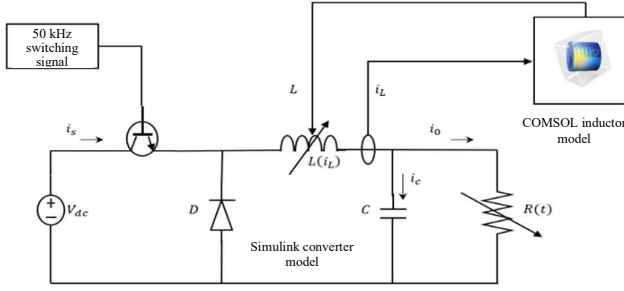 50 kHz
switching
signal
L
i_L
COMSOL inductor
model
i_s
i_o
L(i_L)
i_c
V_dc
D
C
R(t)
Simulink converter
model